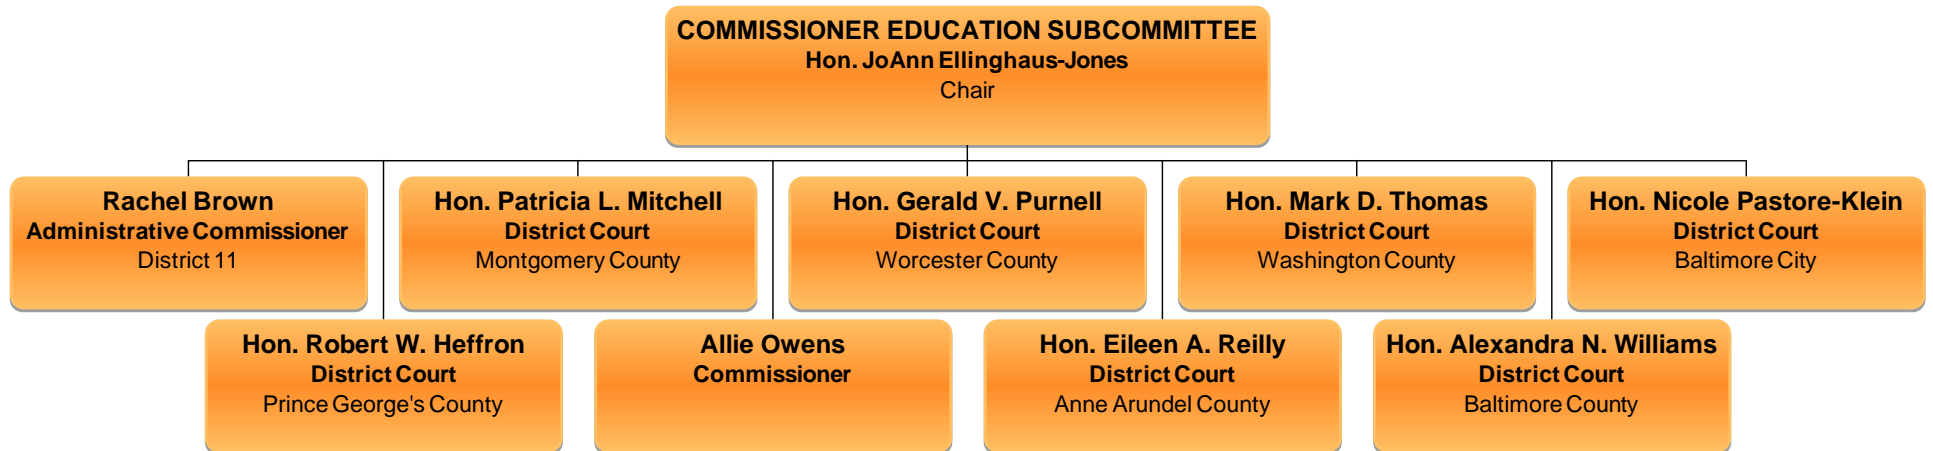 COMMISSIONER EDUCATION SUBCOMMITTEE
Hon. JoAnn Ellinghaus-Jones
Chair
Rachel Brown
Administrative Commissioner
District 11
Hon. Patricia L. Mitchell
District Court
Montgomery County
Hon. Gerald V. Purnell
District Court
Worcester County
Hon. Mark D. Thomas
District Court
Washington County
Hon. Nicole Pastore-Klein
District Court
Baltimore City
Hon. Robert W. Heffron
District Court
Prince George's County
Allie Owens
Commissioner
Hon. Eileen A. Reilly
District Court
Anne Arundel County
Hon. Alexandra N. Williams
District Court
Baltimore County